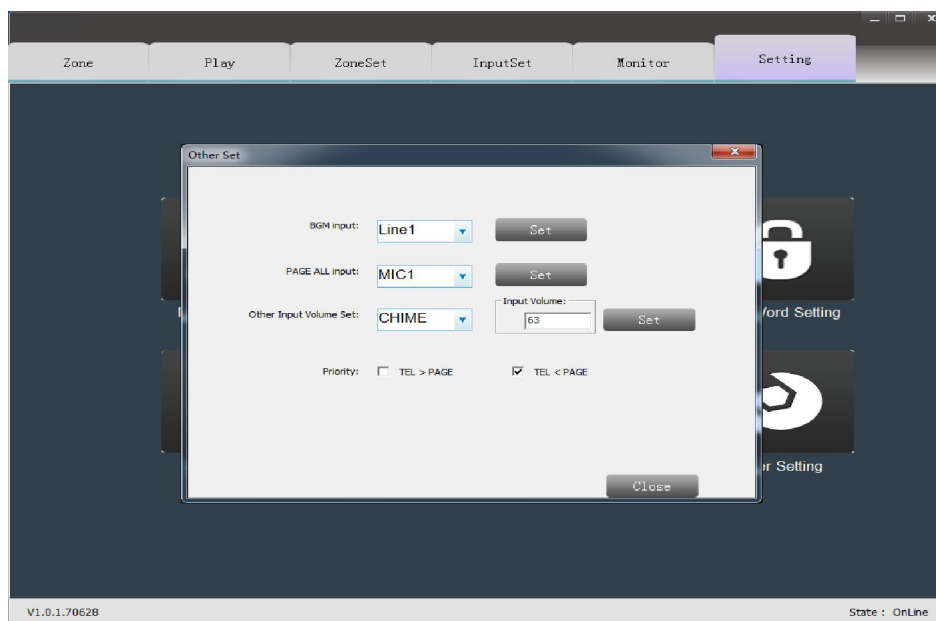 Zone Play ZoneSet InputSet Monitor Setting
Other Set
BGM input: Line1 Set
PAGE ALL input: MIC1 Set
Input Volume:
Other Input Volume Set: CHIME 63 Set
Word Setting
Priority: TEL > PAGE TEL < PAGE
er Setting
Close
V1.0.1.70628 State : OnLine